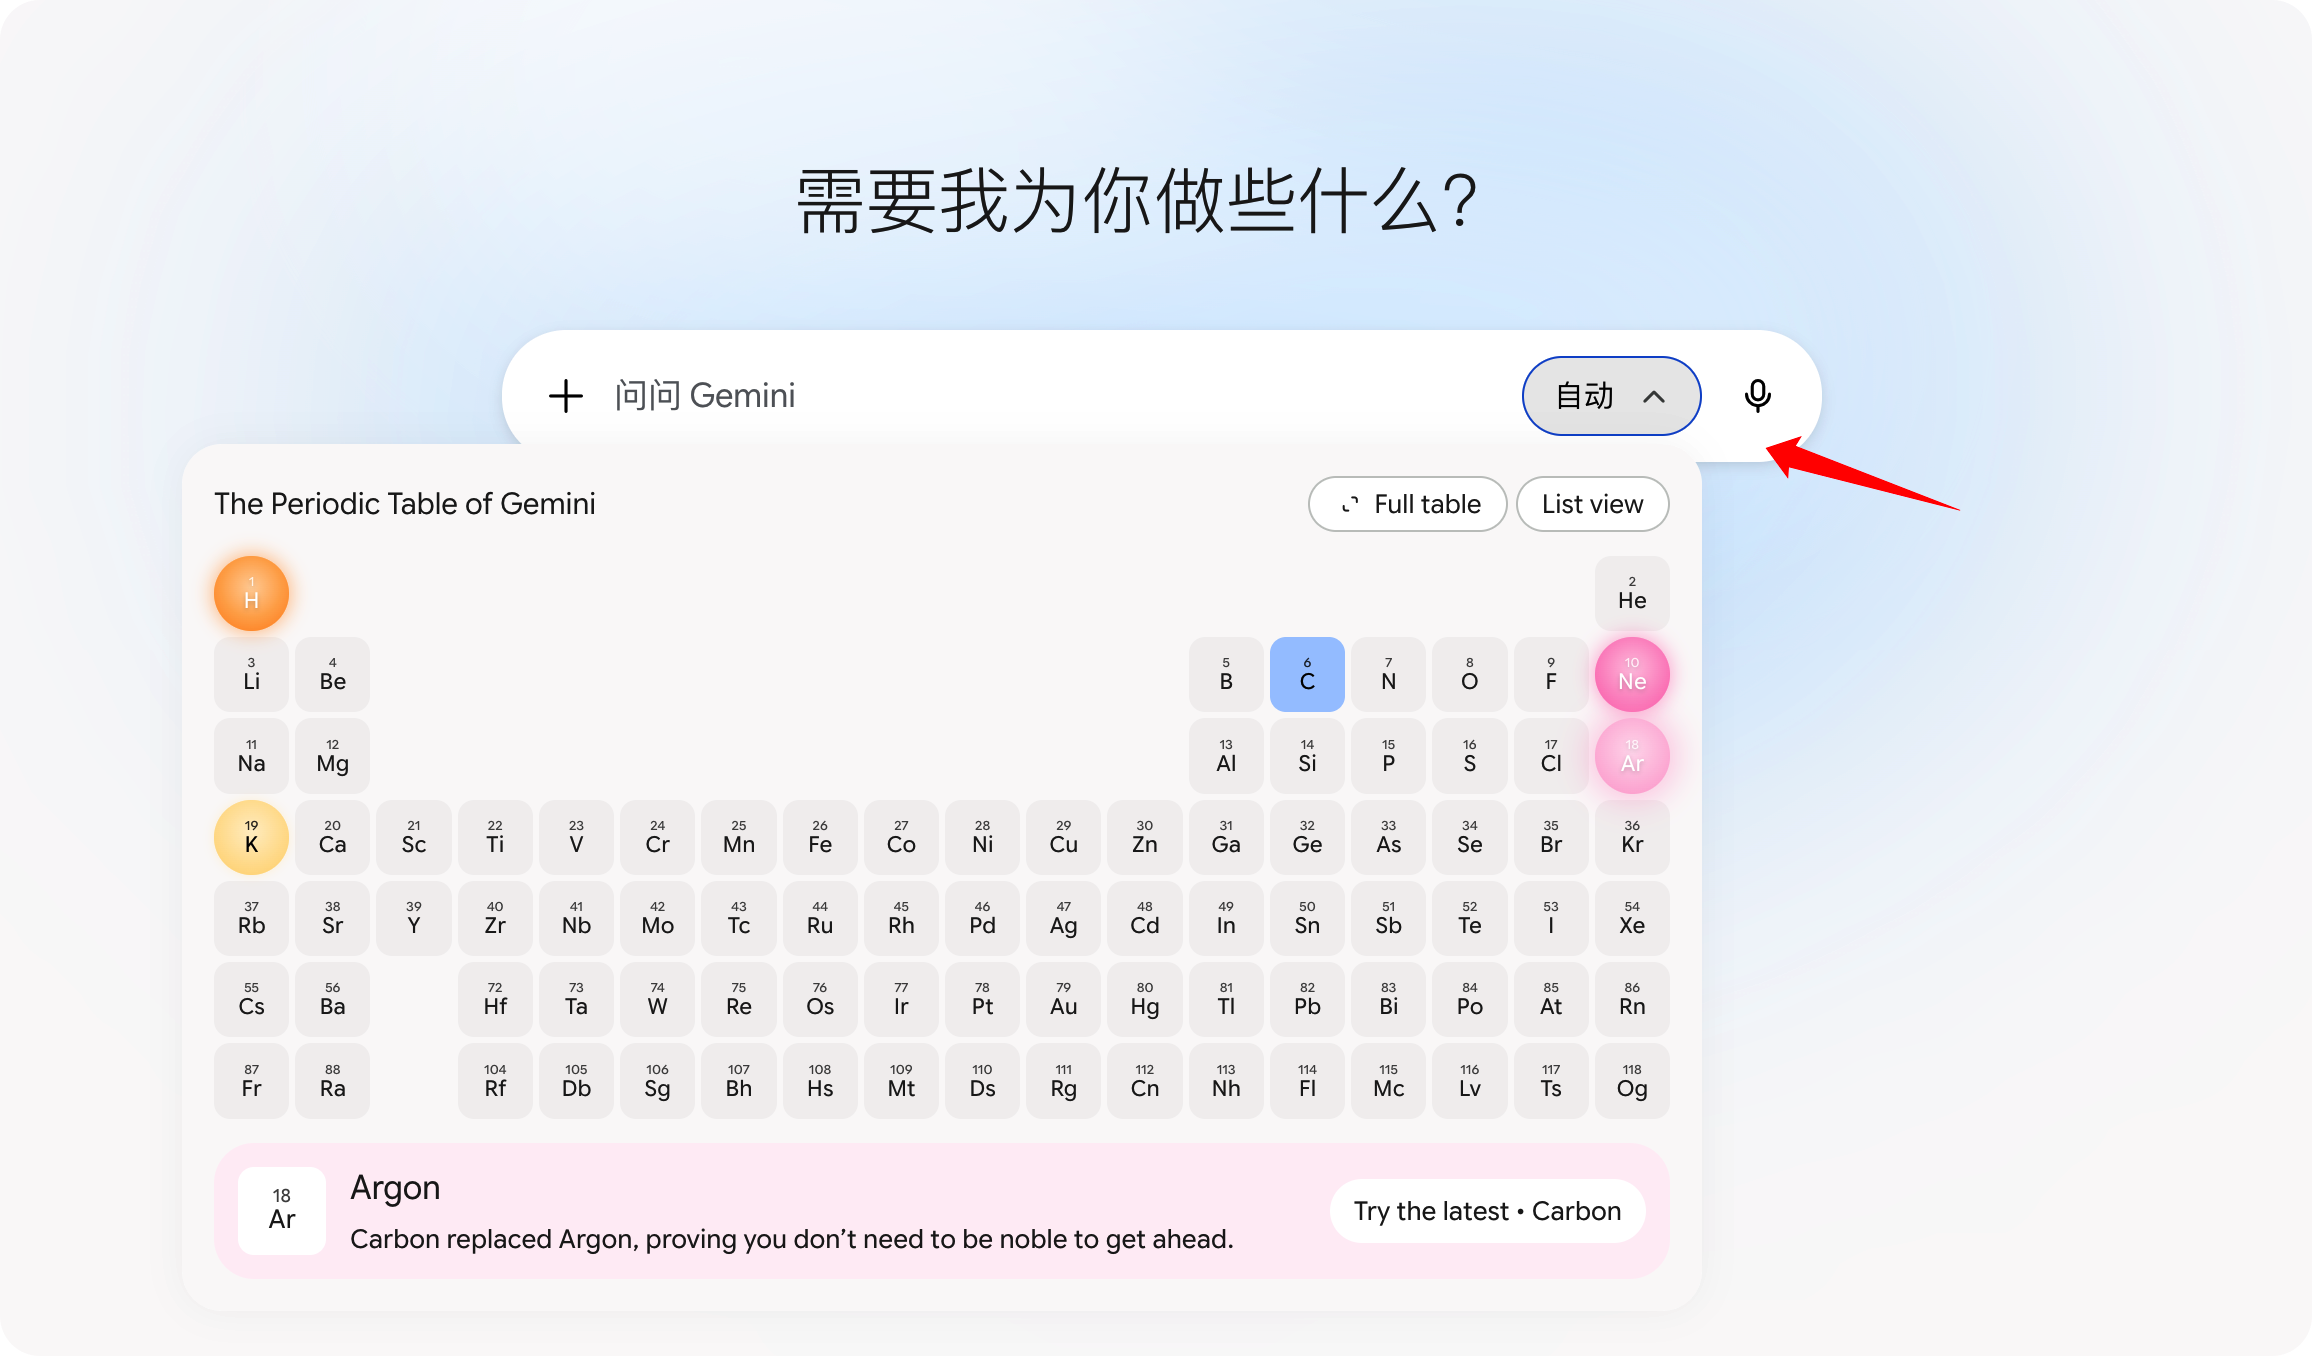 需要我为你做些什么？
问问 Gemini
自动
The Periodic Table of Gemini
Full table
List view
1
H
2
He
3
Li
4
Be
5
B
6
C
7
N
8
O
9
F
10
Ne
11
Na
12
Mg
13
Al
14
Si
15
P
16
S
17
Cl
18
Ar
19
K
20
Ca
21
Sc
22
Ti
23
V
24
Cr
25
Mn
26
Fe
27
Co
28
Ni
29
Cu
30
Zn
31
Ga
32
Ge
33
As
34
Se
35
Br
36
Kr
37
Rb
38
Sr
39
Y
40
Zr
41
Nb
42
Mo
43
Tc
44
Ru
45
Rh
46
Pd
47
Ag
48
Cd
49
In
50
Sn
51
Sb
52
Te
53
I
54
Xe
55
Cs
56
Ba
72
Hf
73
Ta
74
W
75
Re
76
Os
77
Ir
78
Pt
79
Au
80
Hg
81
Tl
82
Pb
83
Bi
84
Po
85
At
86
Rn
87
Fr
88
Ra
104
Rf
105
Db
106
Sg
107
Bh
108
Hs
109
Mt
110
Ds
111
Rg
112
Cn
113
Nh
114
Fl
115
Mc
116
Lv
117
Ts
118
Og
18
Ar
Argon
Carbon replaced Argon, proving you don’t need to be noble to get ahead.
Try the latest • Carbon